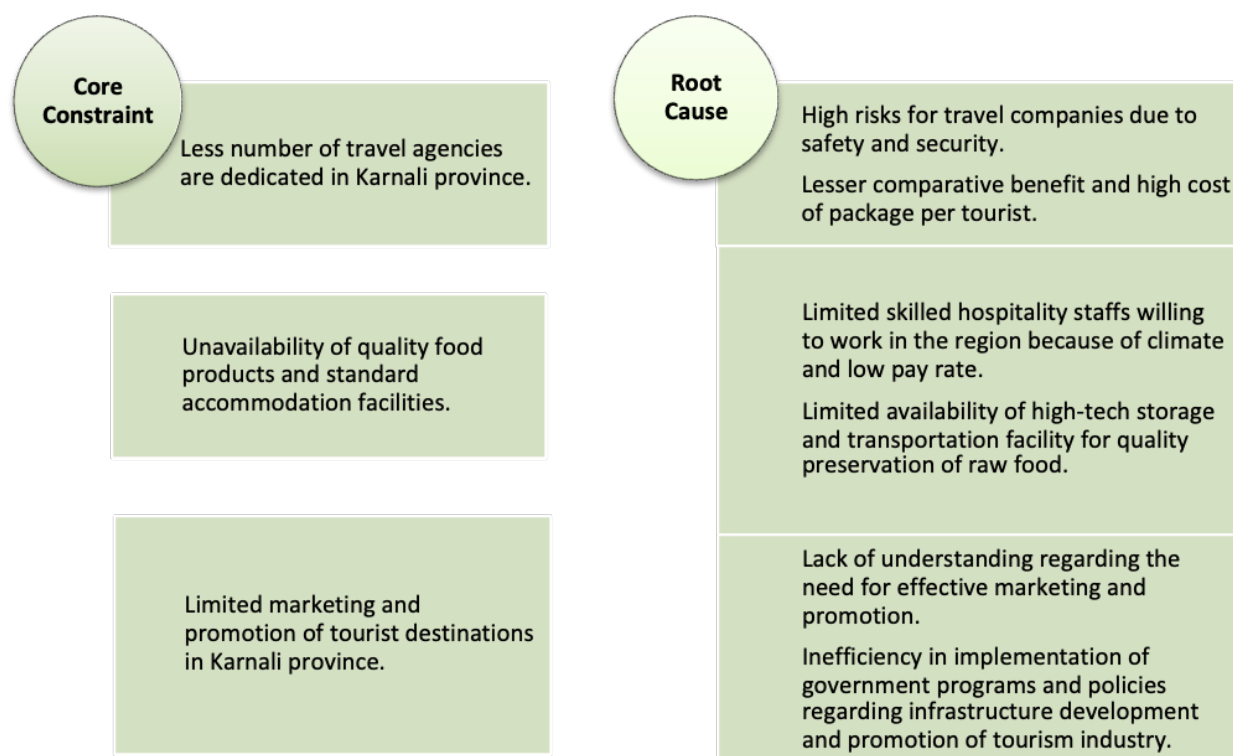 Core
Constraint
Less number of travel agencies
are dedicated in Karnali province.
Root
Cause
High risks for travel companies due to
safety and security.
Lesser comparative benefit and high cost
of package per tourist.
Unavailability of quality food
products and standard
accommodation facilities.
Limited skilled hospitality staffs willing
to work in the region because of climate
and low pay rate.
Limited availability of high-tech storage
and transportation facility for quality
preservation of raw food.
Limited marketing and
promotion of tourist destinations
in Karnali province.
Lack of understanding regarding the
need for effective marketing and
promotion.
Inefficiency in implementation of
government programs and policies
regarding infrastructure development
and promotion of tourism industry.